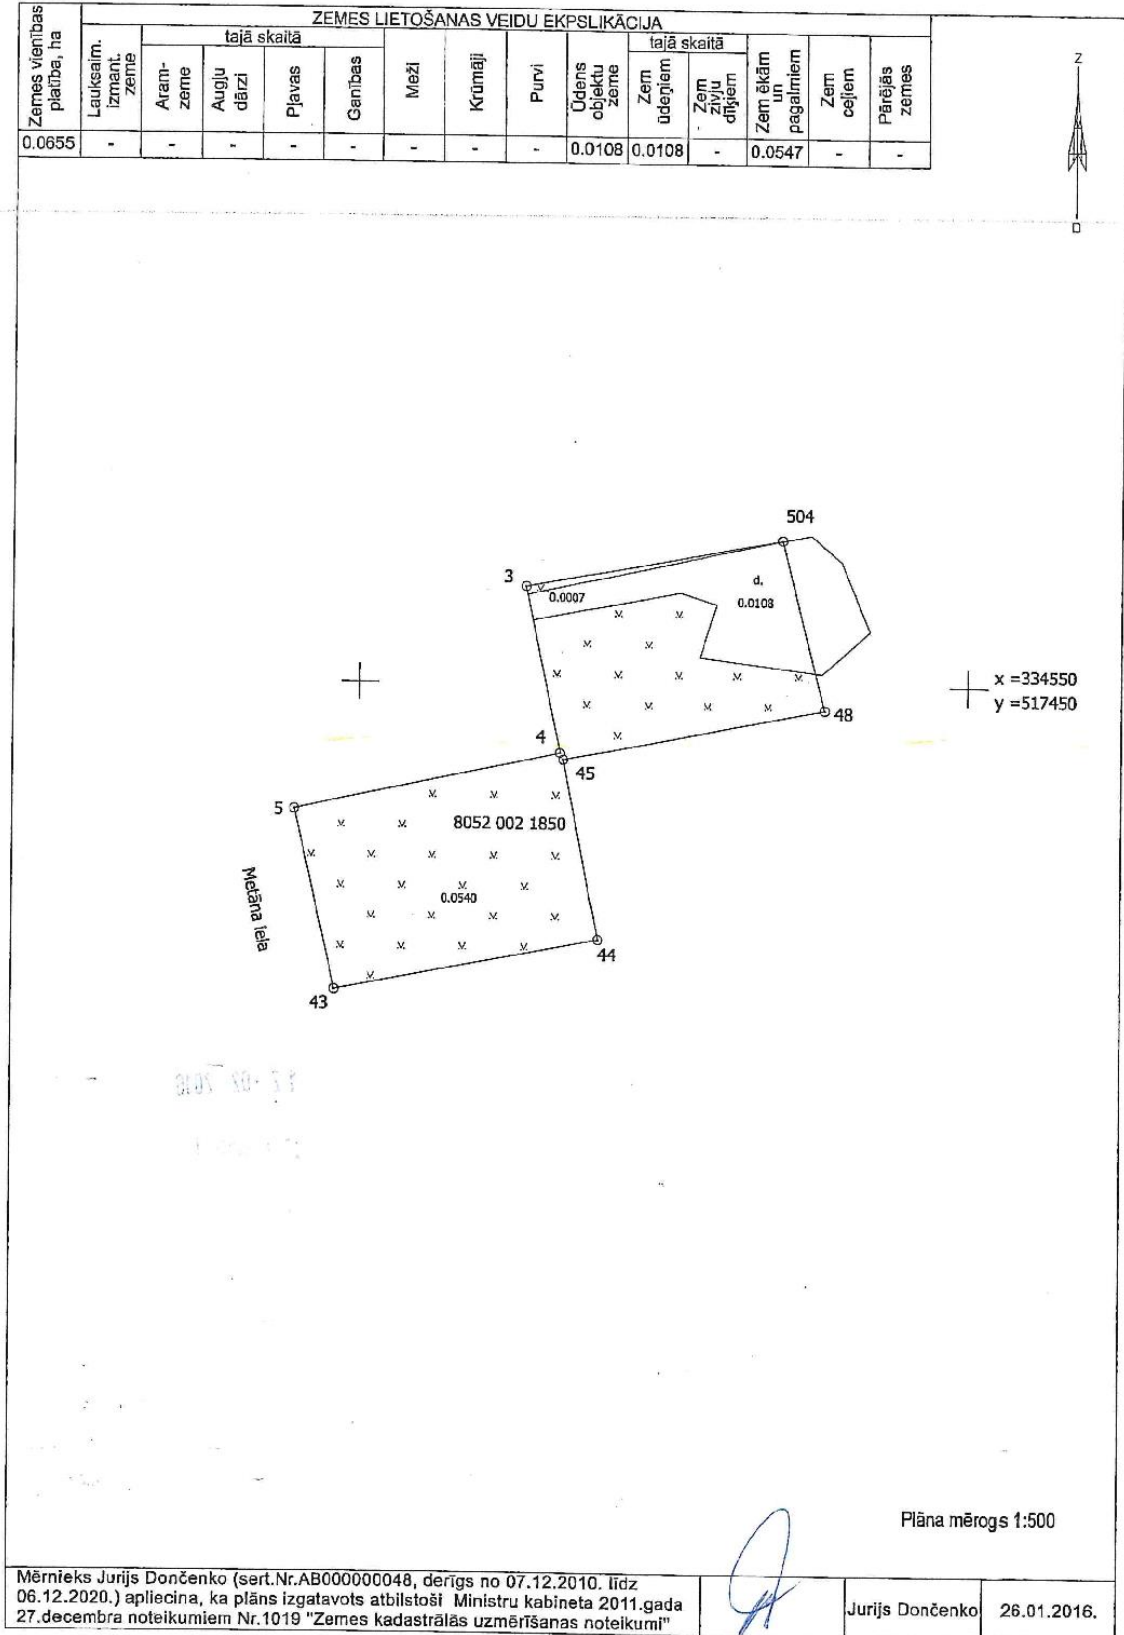 ZEMES LIETOŠANAS VEIDU EKPSLIKĀCIJA
Zemes vienības platība, ha
Lauksaim. izmant. zeme
tajā skaitā
Aram-zeme
Augļu dārzi
Pļavas
Ganības
Meži
Krūmāji
Purvi
Ūdens objektu zeme
tajā skaitā
Zem ūdeņiem
Zem zivju dīķiem
Zem ēkām un pagalmiem
Zem ceļiem
Pārējās zemes
0.0655 - - - - - - - - 0.0108 0.0108 - 0.0547 - -
Z
D
504
3
0.0007
d.
0.0108
x =334550
y =517450
48
4
45
5
8052 002 1850
0.0540
Metāna iela
44
43
Plāna mērogs 1:500
Mērnieks Jurijs Dončenko (sert.Nr.AB000000048, derīgs no 07.12.2010. līdz
06.12.2020.) apliecina, ka plāns izgatavots atbilstoši Ministru kabineta 2011.gada
27.decembra noteikumiem Nr.1019 "Zemes kadastrālās uzmērīšanas noteikumi"
Jurijs Dončenko
26.01.2016.